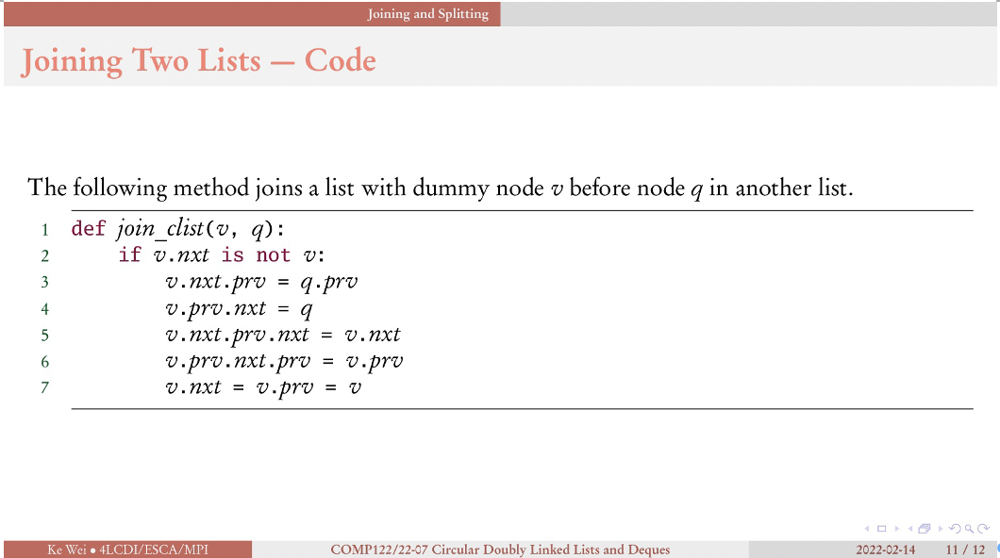 Joining and Splitting
Joining Two Lists — Code
The following method joins a list with dummy node v before node q in another list.
1 def join_clist(v, q):
2 if v.nxt is not v:
3 v.nxt.prv = q.prv
4 v.prv.nxt = q
5 v.nxt.prv.nxt = v.nxt
6 v.prv.nxt.prv = v.prv
7 v.nxt = v.prv = v
Ke Wei • 4LCDI/ESCA/MPI COMP122/22-07 Circular Doubly Linked Lists and Deques 2022-02-14 11 / 12